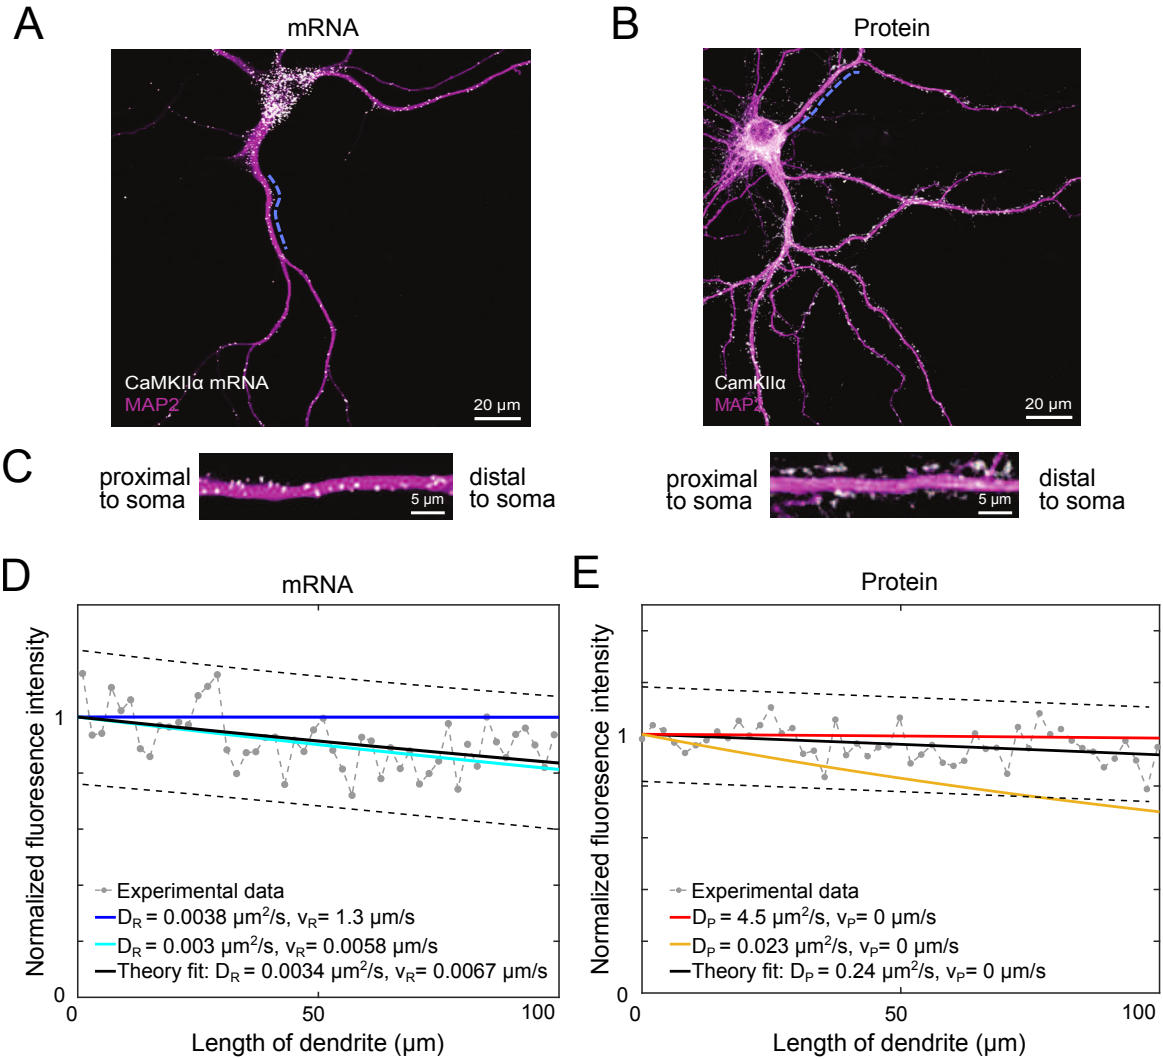 A
mRNA
CaMKIIα mRNA
MAP2
20 µm
B
Protein
CamKIIα
MAP2
20 µm
C
proximal
to soma
5 µm
distal
to soma
proximal
to soma
5 µm
distal
to soma
D
mRNA
Normalized fluoresence intensity
1
0
Experimental data
D_R = 0.0038 µm²/s, v_R= 1.3 µm/s
D_R = 0.003 µm²/s, v_R= 0.0058 µm/s
Theory fit: D_R = 0.0034 µm²/s, v_R= 0.0067 µm/s
0
50
100
Length of dendrite (µm)
E
Protein
Normalized fluoresence intensity
1
0
Experimental data
D_P = 4.5 µm²/s, v_P= 0 µm/s
D_P = 0.023 µm²/s, v_P= 0 µm/s
Theory fit: D_P = 0.24 µm²/s, v_P= 0 µm/s
0
50
100
Length of dendrite (µm)